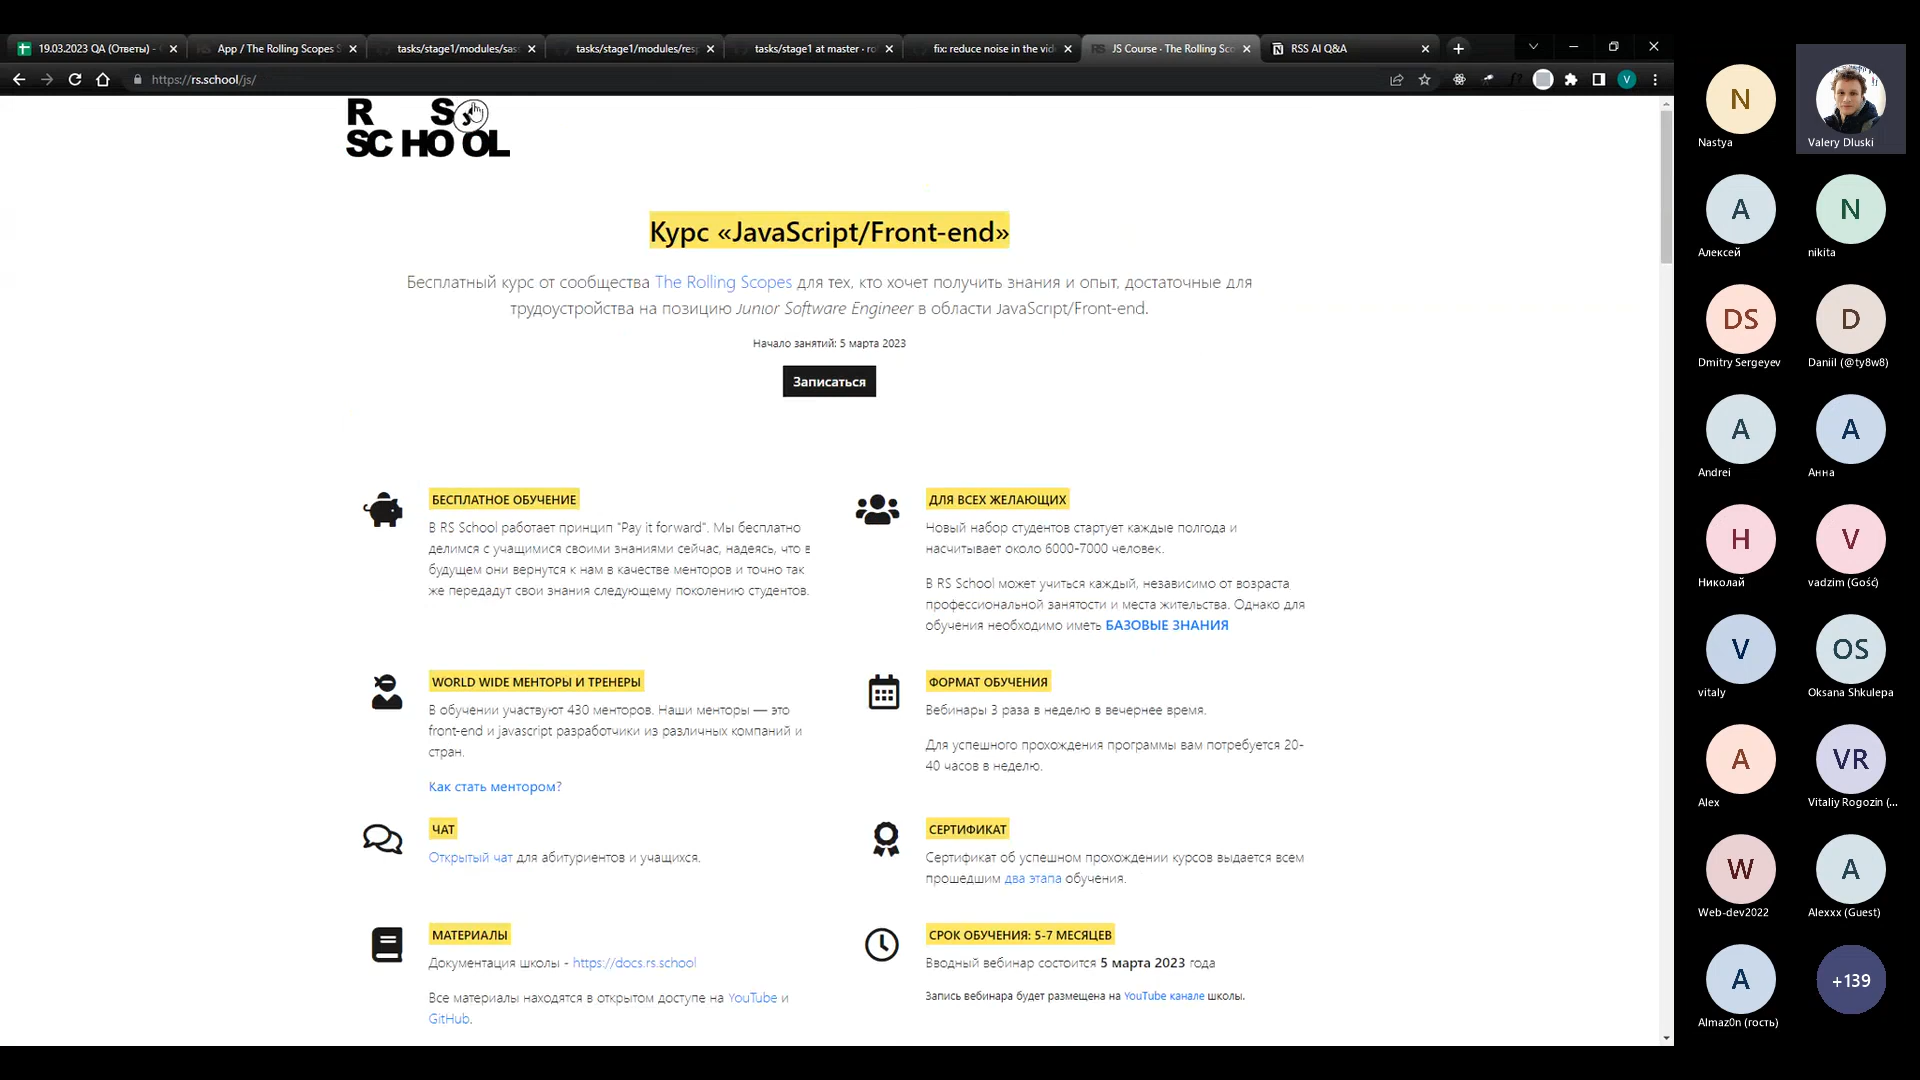 19.03.2023 QA (Ответы) -
App / The Rolling Scopes S
tasks/stage1/modules/sas
tasks/stage1/modules/res
tasks/stage1 at master · ro
fix: reduce noise in the vid
JS Course · The Rolling Sco
RSS AI Q&A
https://rs.school/js/
V
R S
SCHOOL
Курс «JavaScript/Front-end»
Бесплатный курс от сообщества The Rolling Scopes для тех, кто хочет получить знания и опыт, достаточные для
трудоустройства на позицию Junior Software Engineer в области JavaScript/Front-end.
Начало занятий: 5 марта 2023
Записаться
БЕСПЛАТНОЕ ОБУЧЕНИЕ
В RS School работает принцип "Pay it forward". Мы бесплатно
делимся с учащимися своими знаниями сейчас, надеясь, что в
будущем они вернутся к нам в качестве менторов и точно так
же передадут свои знания следующему поколению студентов.
ДЛЯ ВСЕХ ЖЕЛАЮЩИХ
Новый набор студентов стартует каждые полгода и
насчитывает около 6000-7000 человек.
В RS School может учиться каждый, независимо от возраста
профессиональной занятости и места жительства. Однако для
обучения необходимо иметь БАЗОВЫЕ ЗНАНИЯ
WORLD WIDE МЕНТОРЫ И ТРЕНЕРЫ
В обучении участвуют 430 менторов. Наши менторы — это
front-end и javascript разработчики из различных компаний и
стран.
Как стать ментором?
ФОРМАТ ОБУЧЕНИЯ
Вебинары 3 раза в неделю в вечернее время.
Для успешного прохождения программы вам потребуется 20-
40 часов в неделю.
ЧАТ
Открытый чат для абитуриентов и учащихся.
СЕРТИФИКАТ
Сертификат об успешном прохождении курсов выдается всем
прошедшим два этапа обучения.
МАТЕРИАЛЫ
Документация школы - https://docs.rs.school
Все материалы находятся в открытом доступе на YouTube и
GitHub.
СРОК ОБУЧЕНИЯ: 5-7 МЕСЯЦЕВ
Вводный вебинар состоится 5 марта 2023 года
Запись вебинара будет размещена на YouTube канале школы.
N
Nastya
Valery Dluski
A
Алексей
N
nikita
DS
Dmitry Sergeyev
D
Daniil (@ty8w8)
A
Andrei
A
Анна
Н
Николай
V
vadzim (Gość)
V
vitaly
OS
Oksana Shkulepa
A
Alex
VR
Vitaliy Rogozin (...
W
Web-dev2022
A
Alexxx (Guest)
A
Almaz0n (гость)
+139